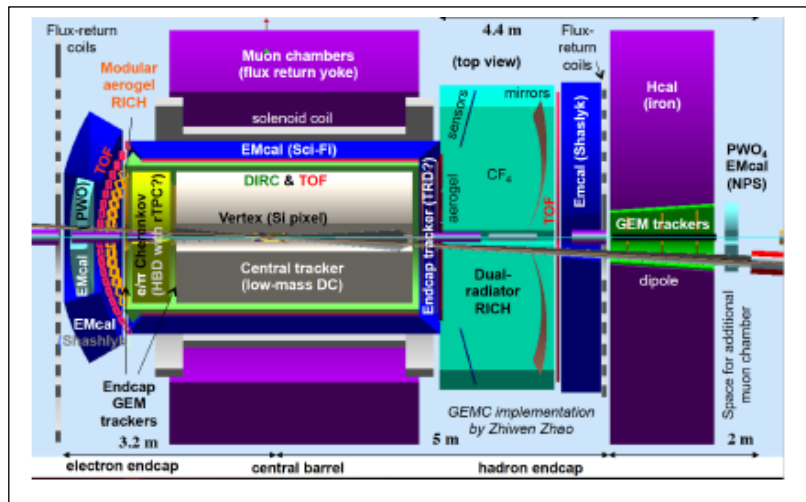 Flux-return
coils
Modular
aerogel
RICH
TOF
Muon chambers
(flux return yoke)
solenoid coil
EMcal (Sci-Fi)
DIRC & TOF
Vertex (Si pixel)
Central tracker
(low-mass DC)
e/π Cherenkov
(HBD with rTPC?)
EMcal (PWO)
EMcal
(Shashlyk)
Endcap
GEM
trackers
Endcap tracker (TRD?)
4.4 m
(top view)
Flux-
return
coils
sensors
mirrors
aerogel
CF4
TOF
Dual-
radiator
RICH
Emcal (Shaslyk)
Hcal
(iron)
GEM trackers
dipole
PWO4
EMcal
(NPS)
Space for additional
muon chamber
GEMC implementation
by Zhiwen Zhao
3.2 m
5 m
2 m
electron endcap
central barrel
hadron endcap